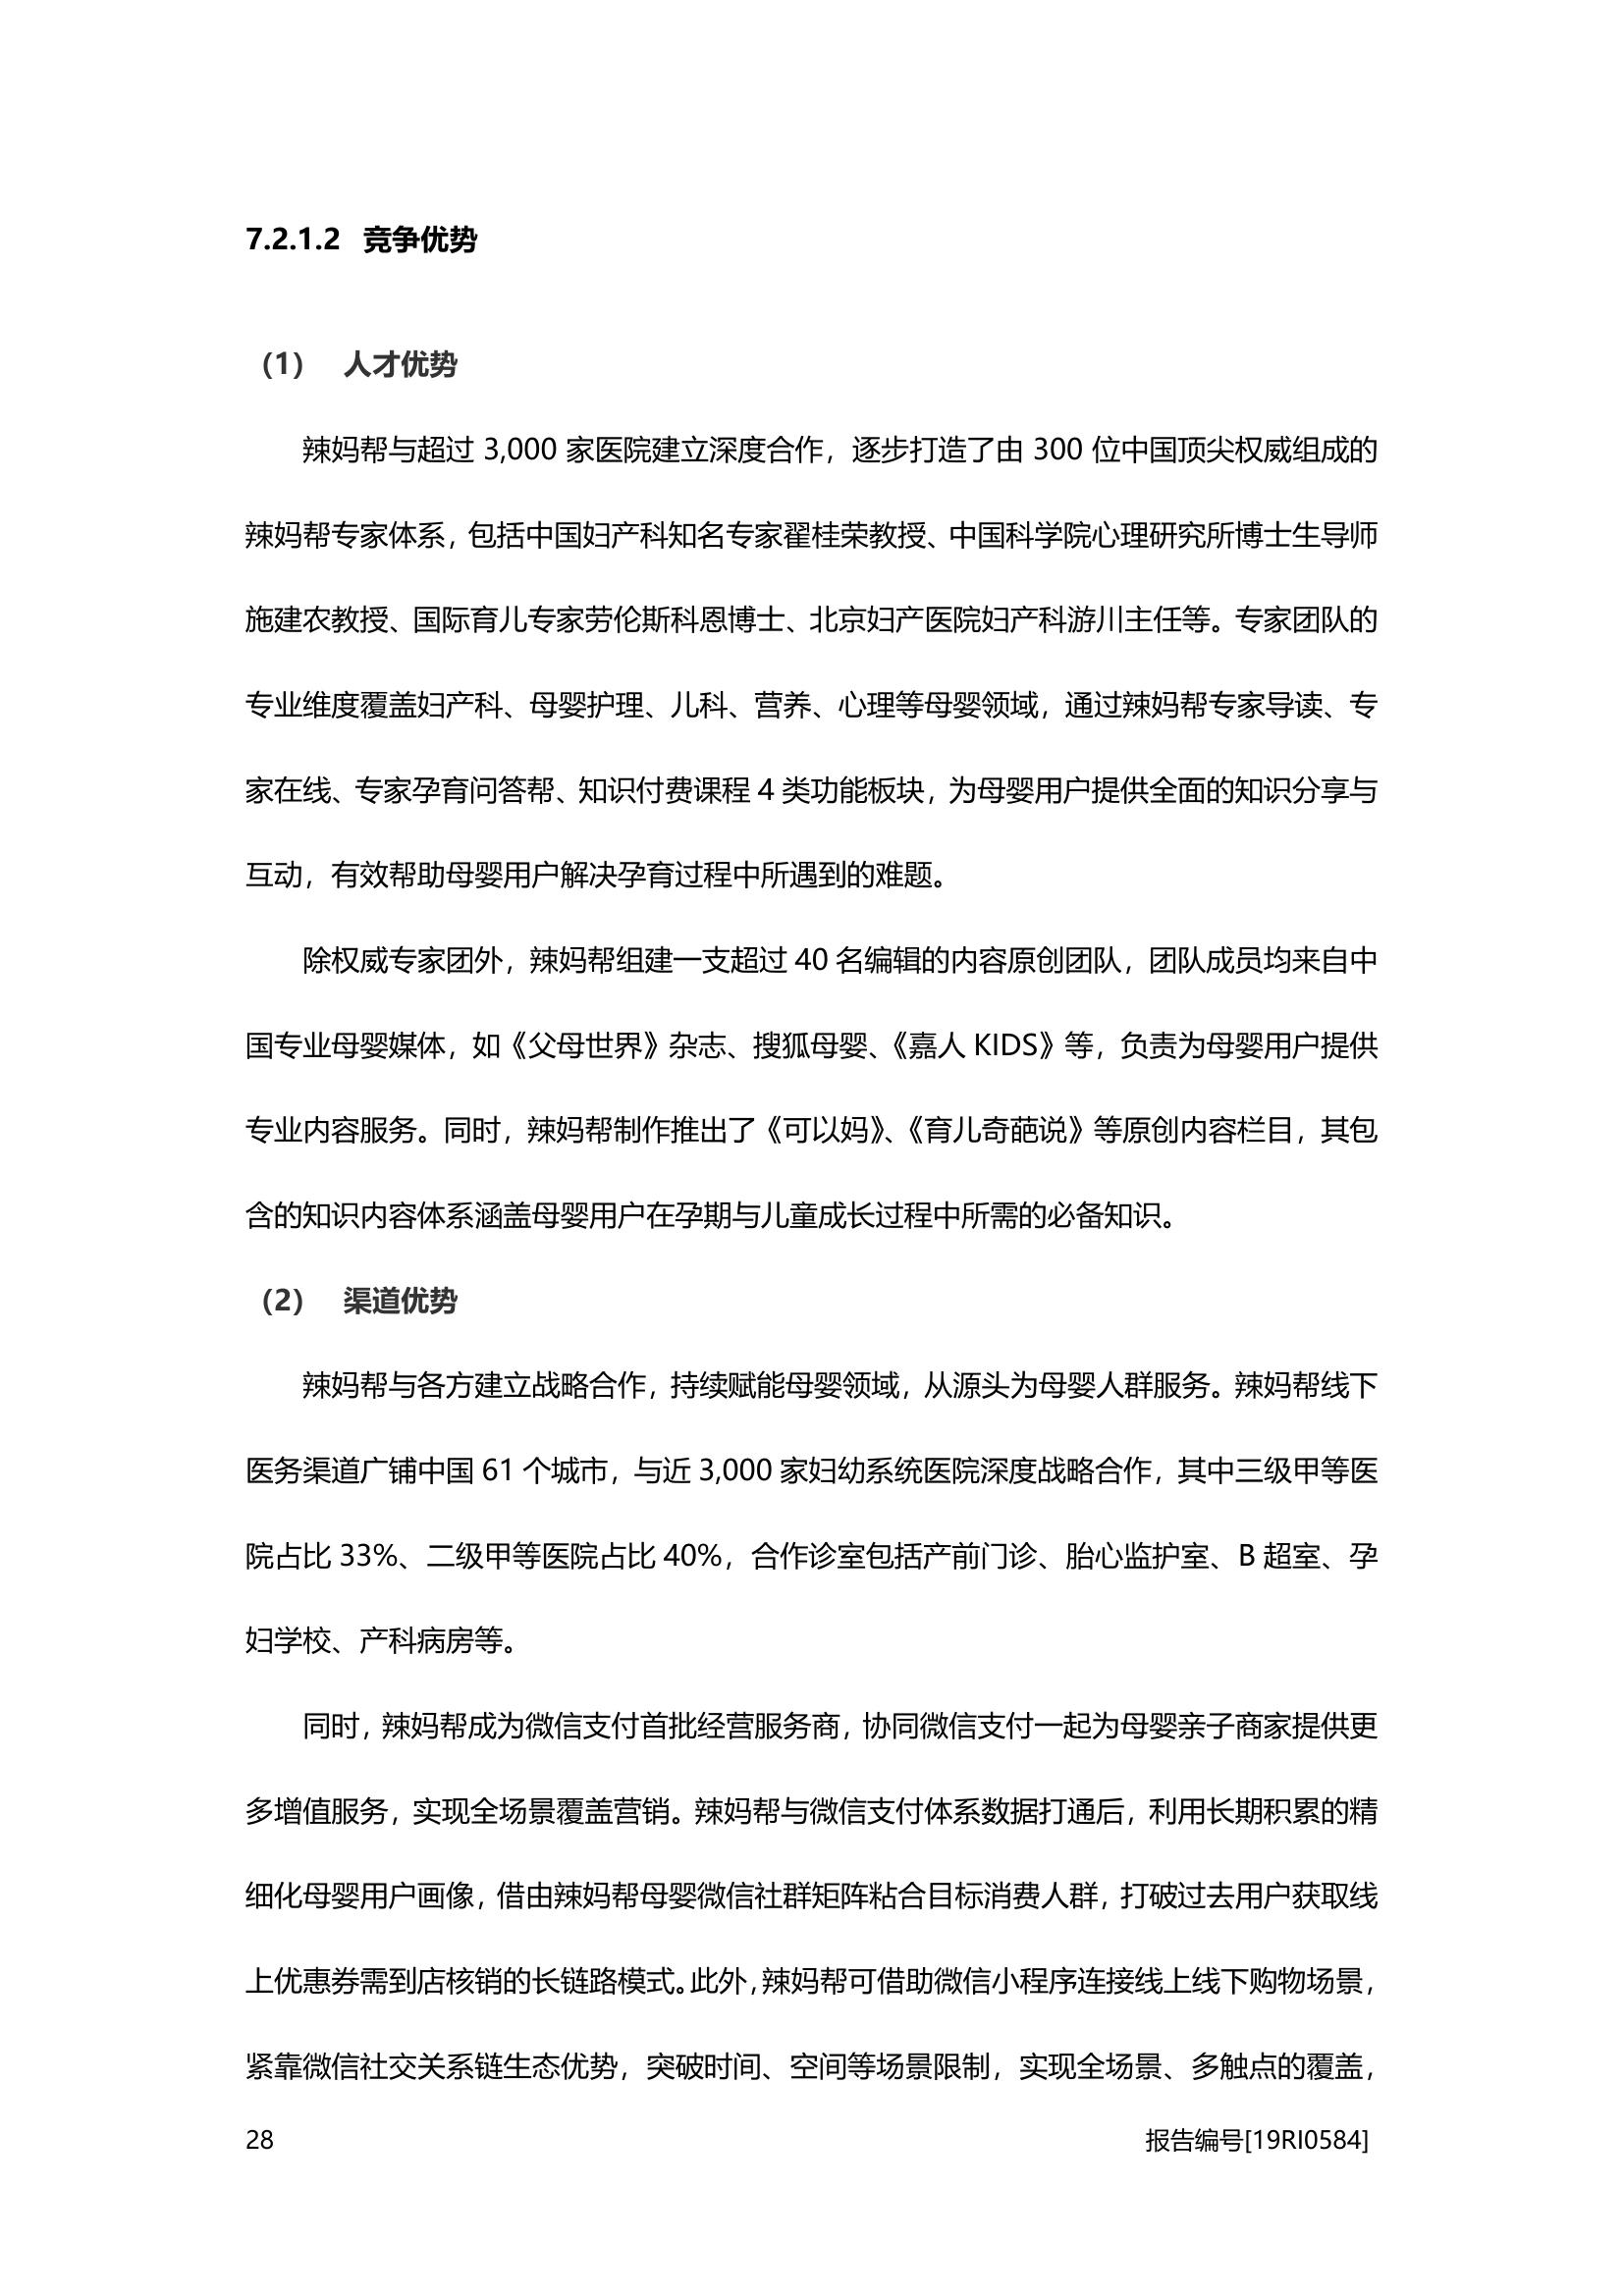 7.2.1.2 竞争优势
（1） 人才优势
辣妈帮与超过 3,000 家医院建立深度合作，逐步打造了由 300 位中国顶尖权威组成的
辣妈帮专家体系，包括中国妇产科知名专家翟桂荣教授、中国科学院心理研究所博士生导师
施建农教授、国际育儿专家劳伦斯科恩博士、北京妇产医院妇产科游川主任等。专家团队的
专业维度覆盖妇产科、母婴护理、儿科、营养、心理等母婴领域，通过辣妈帮专家导读、专
家在线、专家孕育问答帮、知识付费课程 4 类功能板块，为母婴用户提供全面的知识分享与
互动，有效帮助母婴用户解决孕育过程中所遇到的难题。
除权威专家团外，辣妈帮组建一支超过 40 名编辑的内容原创团队，团队成员均来自中
国专业母婴媒体，如《父母世界》杂志、搜狐母婴、《嘉人 KIDS》等，负责为母婴用户提供
专业内容服务。同时，辣妈帮制作推出了《可以妈》、《育儿奇葩说》等原创内容栏目，其包
含的知识内容体系涵盖母婴用户在孕期与儿童成长过程中所需的必备知识。
（2） 渠道优势
辣妈帮与各方建立战略合作，持续赋能母婴领域，从源头为母婴人群服务。辣妈帮线下
医务渠道广铺中国 61 个城市，与近 3,000 家妇幼系统医院深度战略合作，其中三级甲等医
院占比 33%、二级甲等医院占比 40%，合作诊室包括产前门诊、胎心监护室、B 超室、孕
妇学校、产科病房等。
同时，辣妈帮成为微信支付首批经营服务商，协同微信支付一起为母婴亲子商家提供更
多增值服务，实现全场景覆盖营销。辣妈帮与微信支付体系数据打通后，利用长期积累的精
细化母婴用户画像，借由辣妈帮母婴微信社群矩阵粘合目标消费人群，打破过去用户获取线
上优惠券需到店核销的长链路模式。此外，辣妈帮可借助微信小程序连接线上线下购物场景，
紧靠微信社交关系链生态优势，突破时间、空间等场景限制，实现全场景、多触点的覆盖，
28 报告编号[19RI0584]